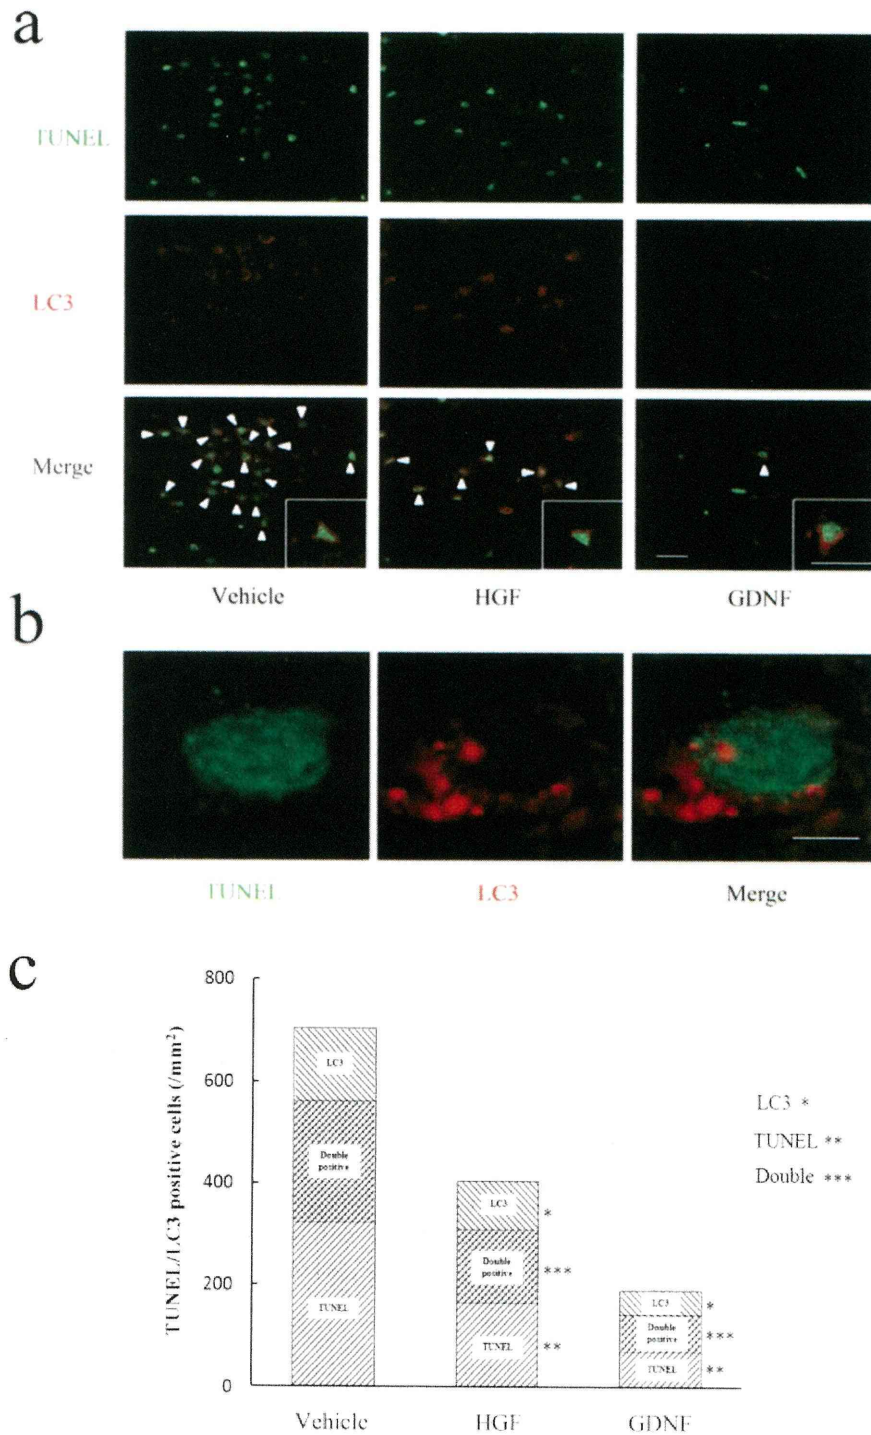 a
TUNEL
LC3
Merge
Vehicle HGF GDNF
b
TUNEL LC3 Merge
c
TUNEL/LC3 positive cells (/mm²)
800
600
400
200
0
LC3
Double
positive
TUNEL
LC3 *
Double
positive ***
TUNEL **
LC3 *
Double
positive ***
TUNEL **
LC3 *
TUNEL **
Double ***
Vehicle HGF GDNF